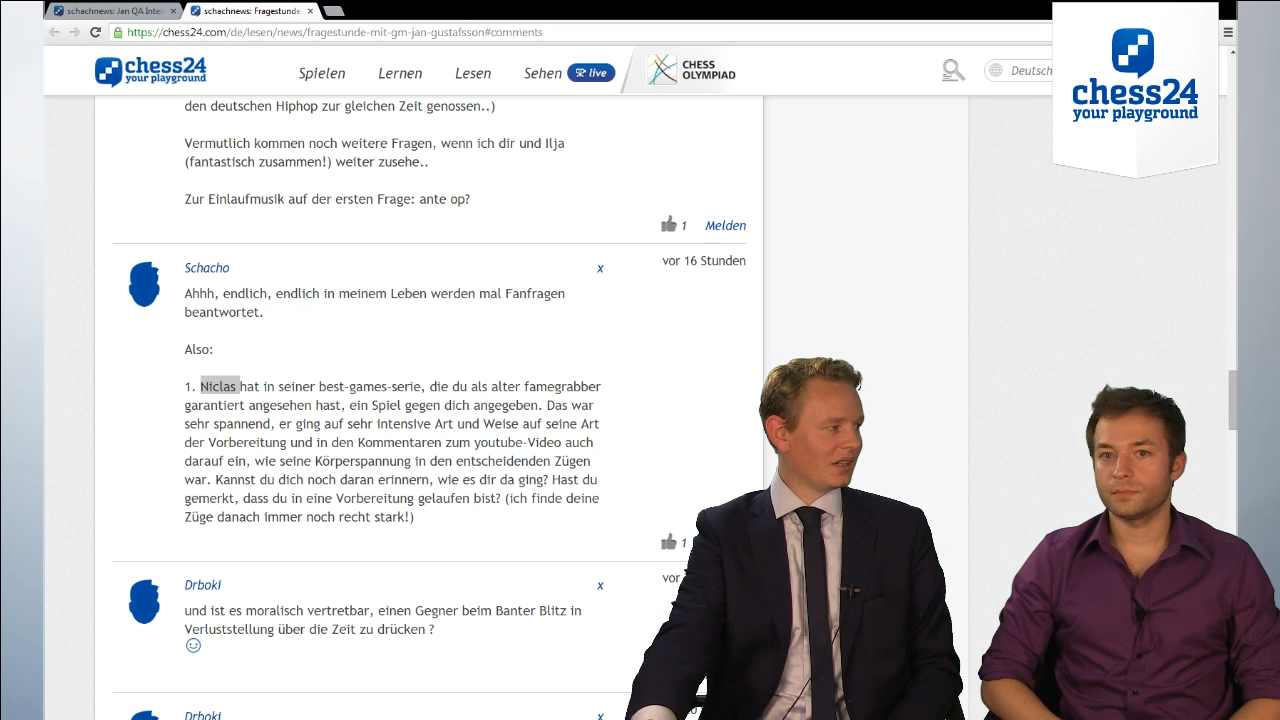 schachnews: Jan QA Inter
schachnews: Fragestunde
https://chess24.com/de/lesen/news/fragestunde-mit-gm-jan-gustafsson#comments
chess24
your playground
Spielen
Lernen
Lesen
Sehen
live
CHESS
OLYMPIAD
Deutsch
chess24
your playground
den deutschen Hiphop zur gleichen Zeit genossen..)
Vermutlich kommen noch weitere Fragen, wenn ich dir und Ilja
(fantastisch zusammen!) weiter zusehe..
Zur Einlaufmusik auf der ersten Frage: ante op?
1 Melden
Schacho
x
vor 16 Stunden
Ahhh, endlich, endlich in meinem Leben werden mal Fanfragen
beantwortet.
Also:
1. Niclas hat in seiner best-games-serie, die du als alter famegrabber
garantiert angesehen hast, ein Spiel gegen dich angegeben. Das war
sehr spannend, er ging auf sehr intensive Art und Weise auf seine Art
der Vorbereitung und in den Kommentaren zum youtube-Video auch
darauf ein, wie seine Körperspannung in den entscheidenden Zügen
war. Kannst du dich noch daran erinnern, wie es dir da ging? Hast du
gemerkt, dass du in eine Vorbereitung gelaufen bist? (ich finde deine
Züge danach immer noch recht stark!)
1
Drboki
x
vor
und ist es moralisch vertretbar, einen Gegner beim Banter Blitz in
Verluststellung über die Zeit zu drücken ?
Drboki
x